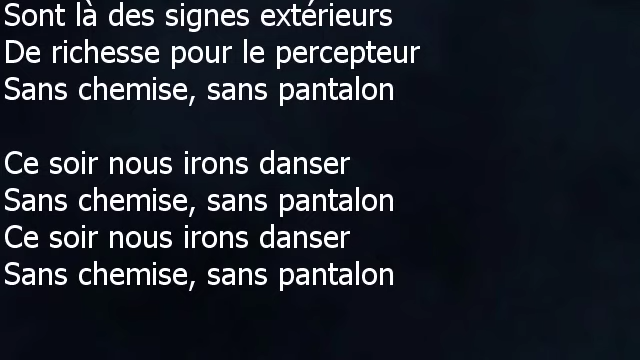 Sont là des signes extérieurs
De richesse pour le percepteur
Sans chemise, sans pantalon
Ce soir nous irons danser
Sans chemise, sans pantalon
Ce soir nous irons danser
Sans chemise, sans pantalon